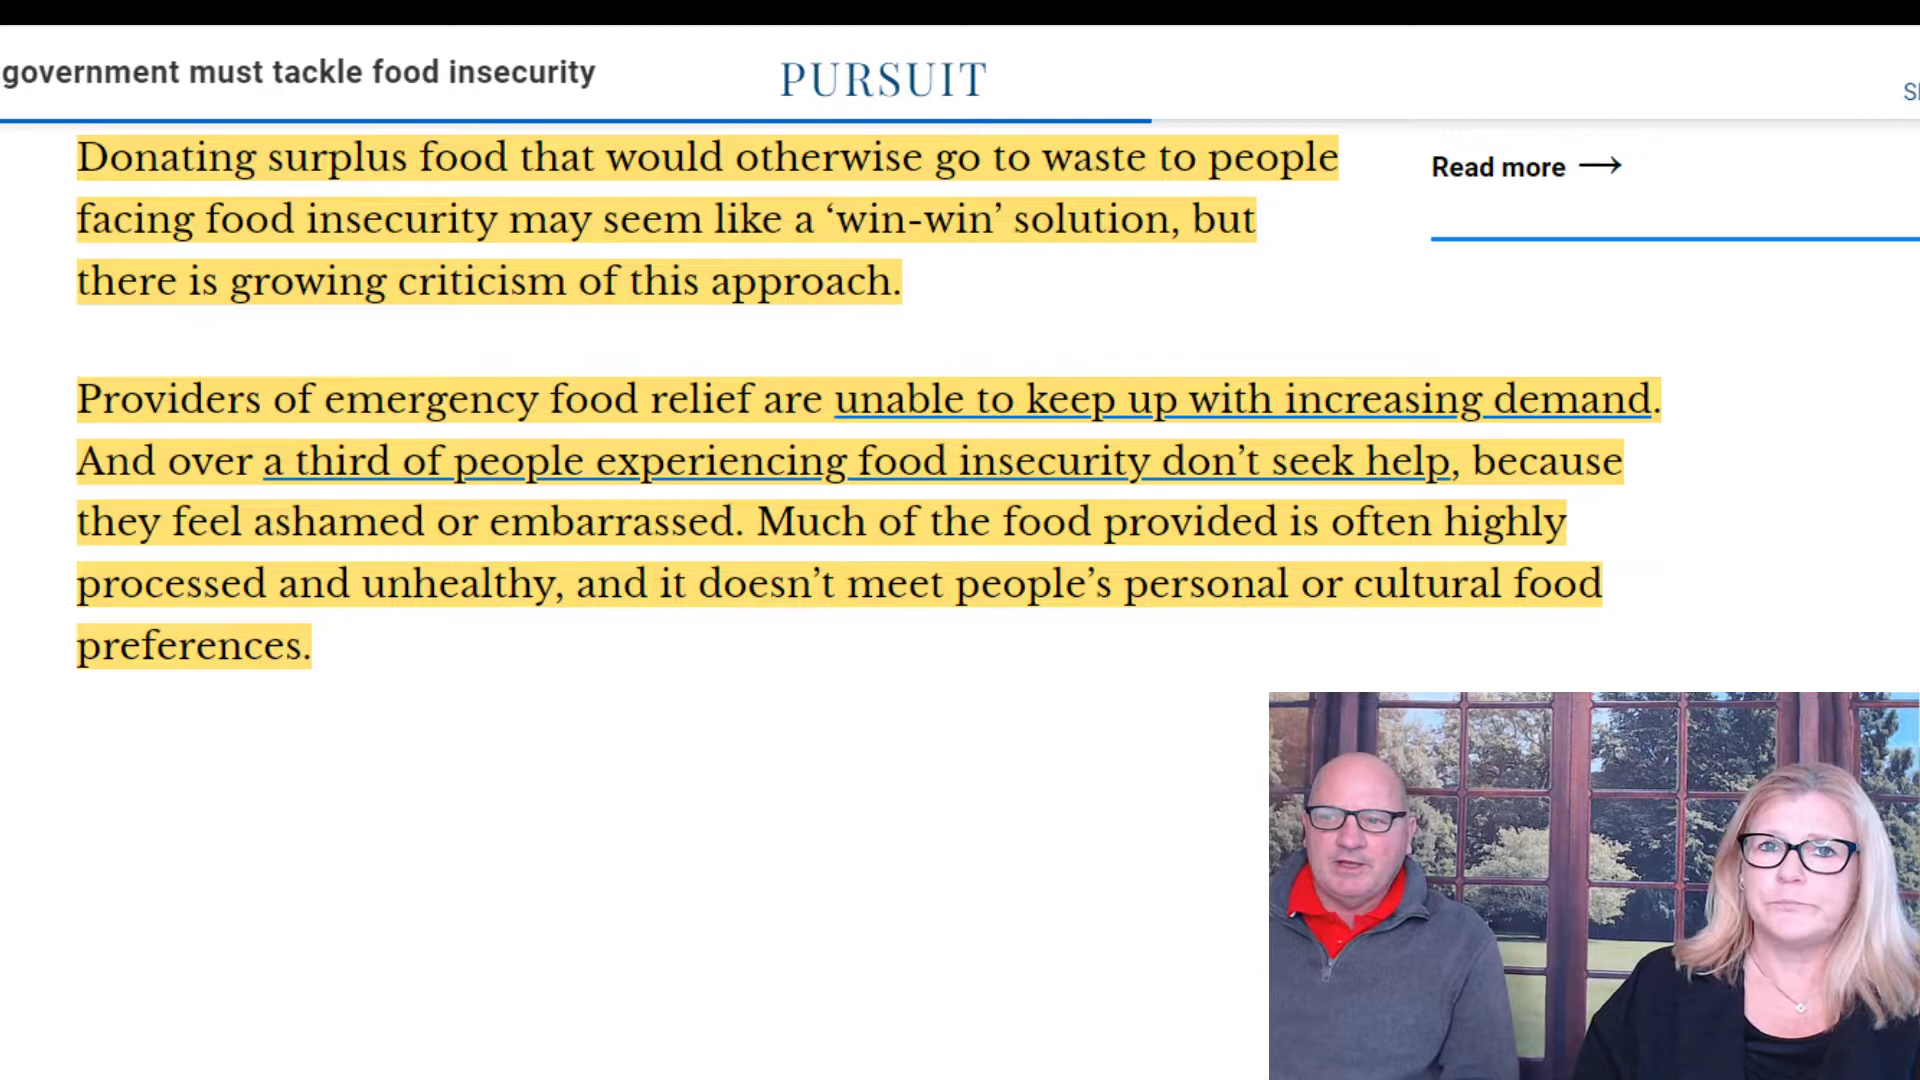 government must tackle food insecurity
PURSUIT
Donating surplus food that would otherwise go to waste to people
facing food insecurity may seem like a ‘win-win’ solution, but
there is growing criticism of this approach.
Read more →
Providers of emergency food relief are unable to keep up with increasing demand.
And over a third of people experiencing food insecurity don’t seek help, because
they feel ashamed or embarrassed. Much of the food provided is often highly
processed and unhealthy, and it doesn’t meet people’s personal or cultural food
preferences.